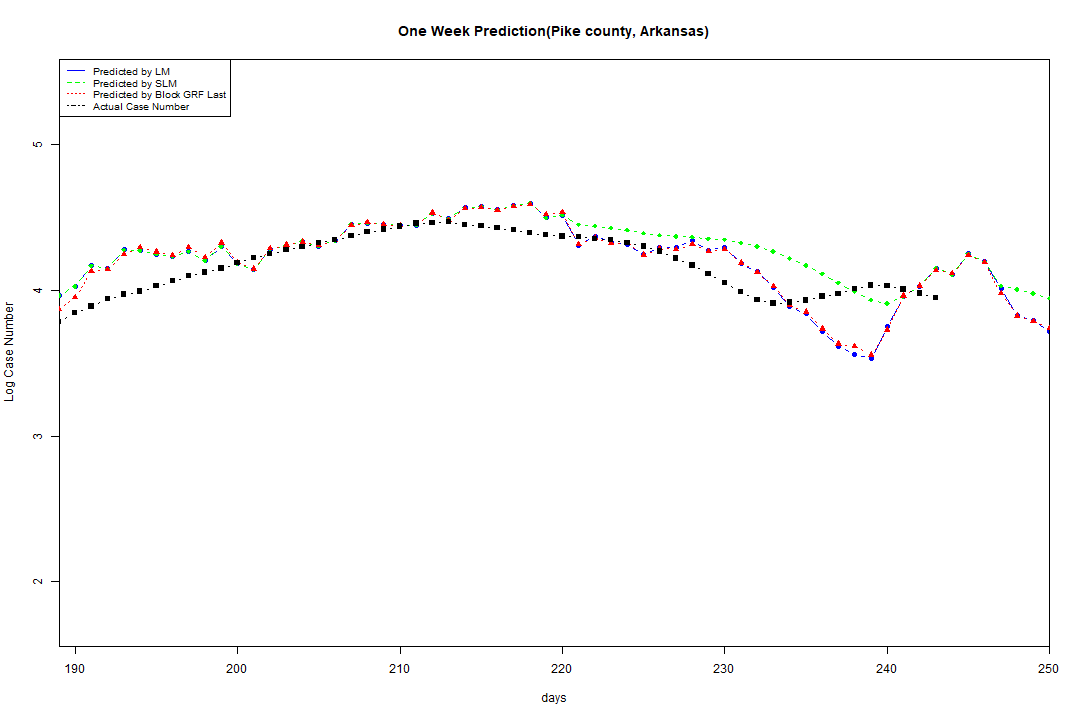 One Week Prediction(Pike county, Arkansas)
Predicted by LM
Predicted by SLM
Predicted by Block GRF Last
Actual Case Number
5
4
3
2
Log Case Number
190 200 210 220 230 240 250
days